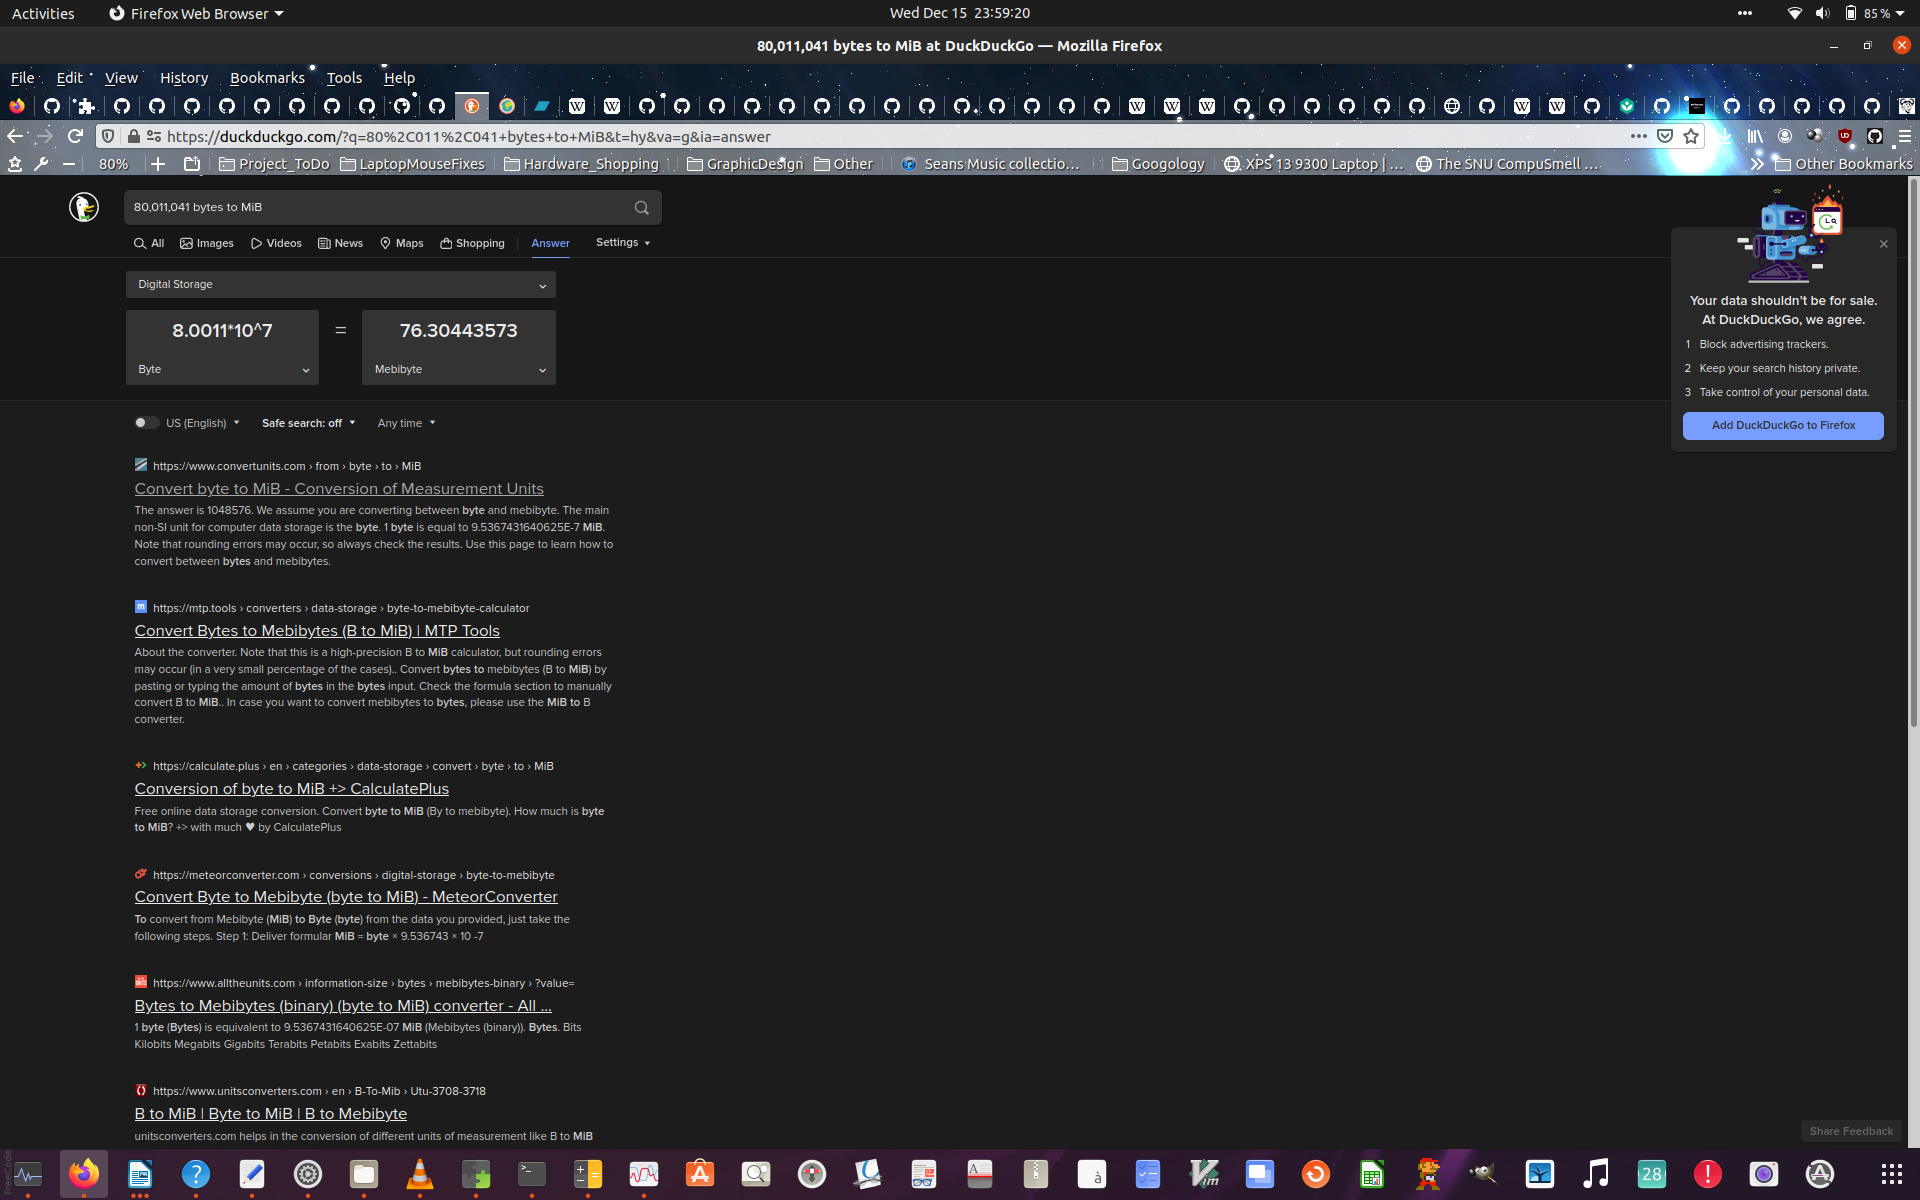 Activities
Firefox Web Browser
Wed Dec 15  23:59:20
85%
80,011,041 bytes to MiB at DuckDuckGo — Mozilla Firefox
File Edit View History Bookmarks Tools Help
https://duckduckgo.com/?q=80%2C011%2C041+bytes+to+MiB&t=hy&va=g&ia=answer
80%
Project_ToDo
LaptopMouseFixes
Hardware_Shopping
GraphicDesign
Other
Seans Music collectio…
Googology
XPS 13 9300 Laptop | …
The SNU CompuSmell …
Other Bookmarks
80,011,041 bytes to MiB
All Images Videos News Maps Shopping Answer Settings
Digital Storage
8.0011*10^7 = 76.30443573
Byte Mebibyte
US (English) Safe search: off Any time
https://www.convertunits.com › from › byte › to › MiB
Convert byte to MiB - Conversion of Measurement Units
The answer is 1048576. We assume you are converting between byte and mebibyte. The main
non-SI unit for computer data storage is the byte. 1 byte is equal to 9.5367431640625E-7 MiB.
Note that rounding errors may occur, so always check the results. Use this page to learn how to
convert between bytes and mebibytes.
https://mtp.tools › converters › data-storage › byte-to-mebibyte-calculator
Convert Bytes to Mebibytes (B to MiB) | MTP Tools
About the converter. Note that this is a high-precision B to MiB calculator, but rounding errors
may occur (in a very small percentage of the cases).. Convert bytes to mebibytes (B to MiB) by
pasting or typing the amount of bytes in the bytes input. Check the formula section to manually
convert B to MiB.. In case you want to convert mebibytes to bytes, please use the MiB to B
converter.
https://calculate.plus › en › categories › data-storage › convert › byte › to › MiB
Conversion of byte to MiB +> CalculatePlus
Free online data storage conversion. Convert byte to MiB (By to mebibyte). How much is byte
to MiB? +> with much ♥ by CalculatePlus
https://meteorconverter.com › conversions › digital-storage › byte-to-mebibyte
Convert Byte to Mebibyte (byte to MiB) - MeteorConverter
To convert from Mebibyte (MiB) to Byte (byte) from the data you provided, just take the
following steps. Step 1: Deliver formular MiB = byte × 9.536743 × 10 -7
https://www.alltheunits.com › information-size › bytes › mebibytes-binary › ?value=
Bytes to Mebibytes (binary) (byte to MiB) converter - All ...
1 byte (Bytes) is equivalent to 9.5367431640625E-07 MiB (Mebibytes (binary)). Bytes. Bits
Kilobits Megabits Gigabits Terabits Petabits Exabits Zettabits
https://www.unitsconverters.com › en › B-To-Mib › Utu-3708-3718
B to MiB | Byte to MiB | B to Mebibyte
unitsconverters.com helps in the conversion of different units of measurement like B to MiB
Your data shouldn't be for sale.
At DuckDuckGo, we agree.
1 Block advertising trackers.
2 Keep your search history private.
3 Take control of your personal data.
Add DuckDuckGo to Firefox
Share Feedback
28